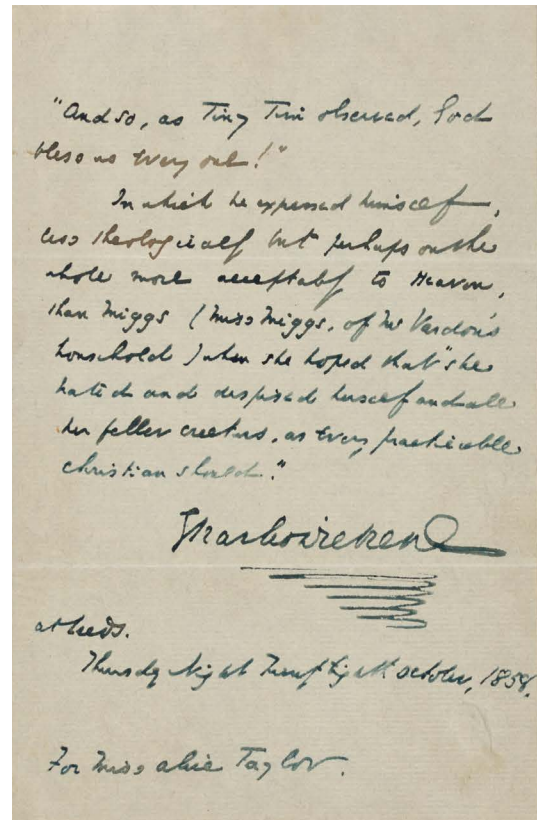 "And so, as Tiny Tim observed, God
bless us Every one!"
In which he expressed himself,
less theologically but perhaps on the
whole more acceptably to Heaven,
than Miggs (Miss Miggs, of Mr Vardon's
household) when she hoped that "she
hated and despised herself and all
her feller creeturs, as every practicable
christian should."
Charles Dickens
at Leeds.
Thursday Night Twenty eighth october, 1858.
For Miss alice Taylor.